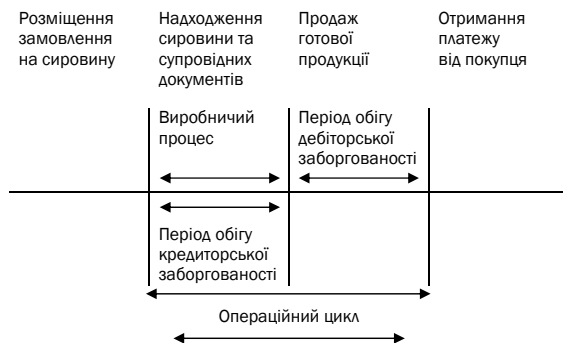 Розміщення
замовлення
на сировину
Надходження
сировини та
супровідних
документів
Продаж
готової
продукції
Отримання
платежу
від покупця
Виробничий
процес
Період обігу
дебіторської
заборгованості
Період обігу
кредиторської
заборгованості
Операційний цикл